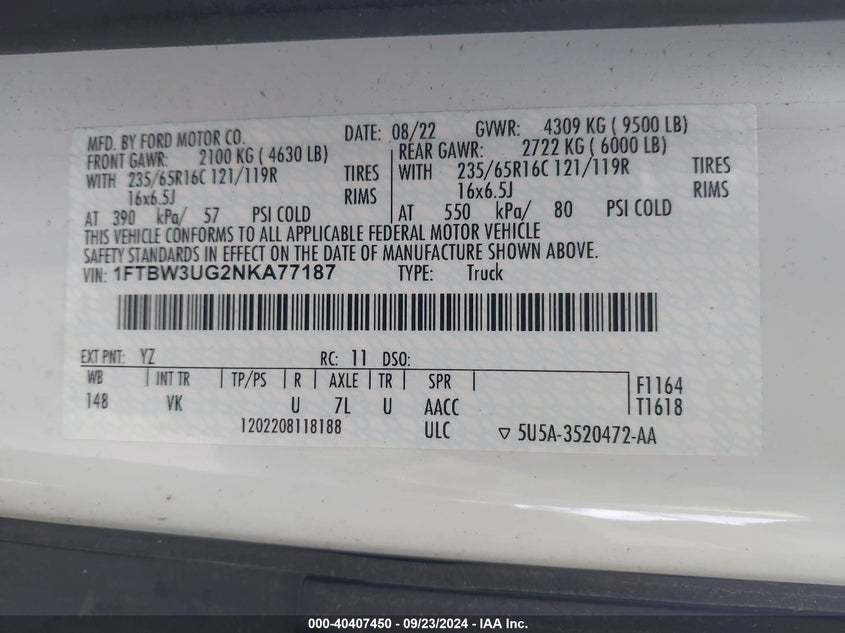 MFD. BY FORD MOTOR CO. DATE: 08/22 GVWR: 4309 KG ( 9500 LB)
FRONT GAWR: 2100 KG ( 4630 LB) REAR GAWR: 2722 KG ( 6000 LB)
WITH 235/65R16C 121/119R TIRES WITH 235/65R16C 121/119R TIRES
16x6.5J RIMS 16x6.5J RIMS
AT 390 kPa/ 57 PSI COLD AT 550 kPa/ 80 PSI COLD
THIS VEHICLE CONFORMS TO ALL APPLICABLE FEDERAL MOTOR VEHICLE
SAFETY STANDARDS IN EFFECT ON THE DATE OF MANUFACTURE SHOWN ABOVE.
VIN: 1FTBW3UG2NKA77187 TYPE: Truck
EXT PNT: YZ RC: 11 DSO:
WB INT TR TP/PS R AXLE TR SPR F1164
148 VK U 7L U AACC T1618
1202208118188 ULC ▽ 5U5A-3520472-AA
000-40407450 - 09/23/2024 - IAA Inc.